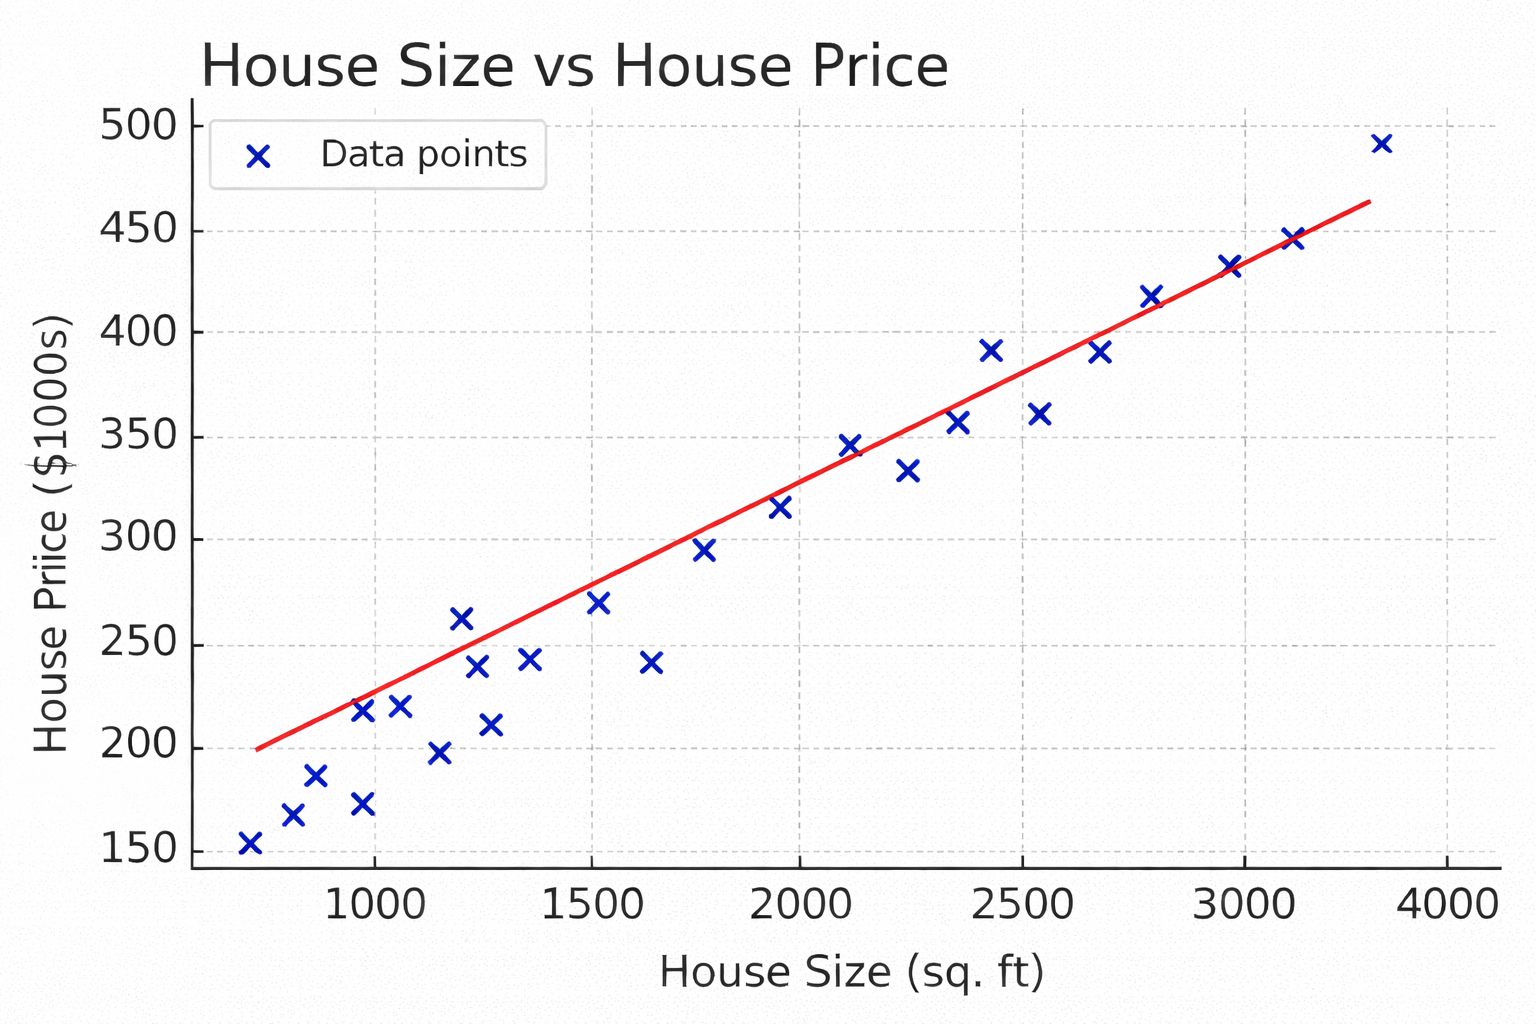 House Size vs House Price
Data points
500
450
400
350
300
250
200
150
House Priice ($1000s)
1000 1500 2000 2500 3000 4000
House Size (sq. ft)